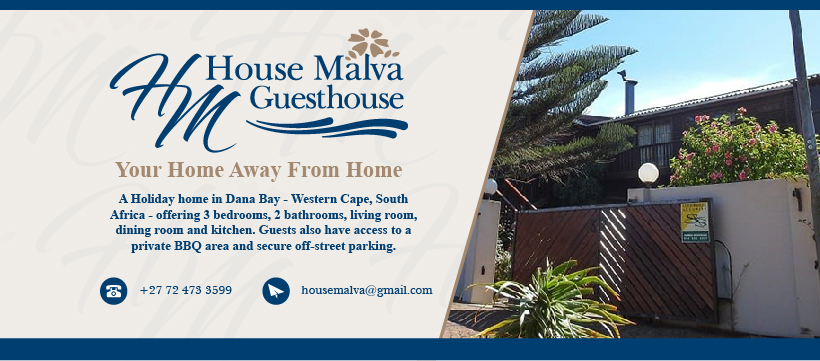 HM
House Malva
Guesthouse
Your Home Away From Home
A Holiday home in Dana Bay - Western Cape, South
Africa - offering 3 bedrooms, 2 bathrooms, living room,
dining room and kitchen. Guests also have access to a
private BBQ area and secure off-street parking.
+27 72 473 3599
housemalva@gmail.com